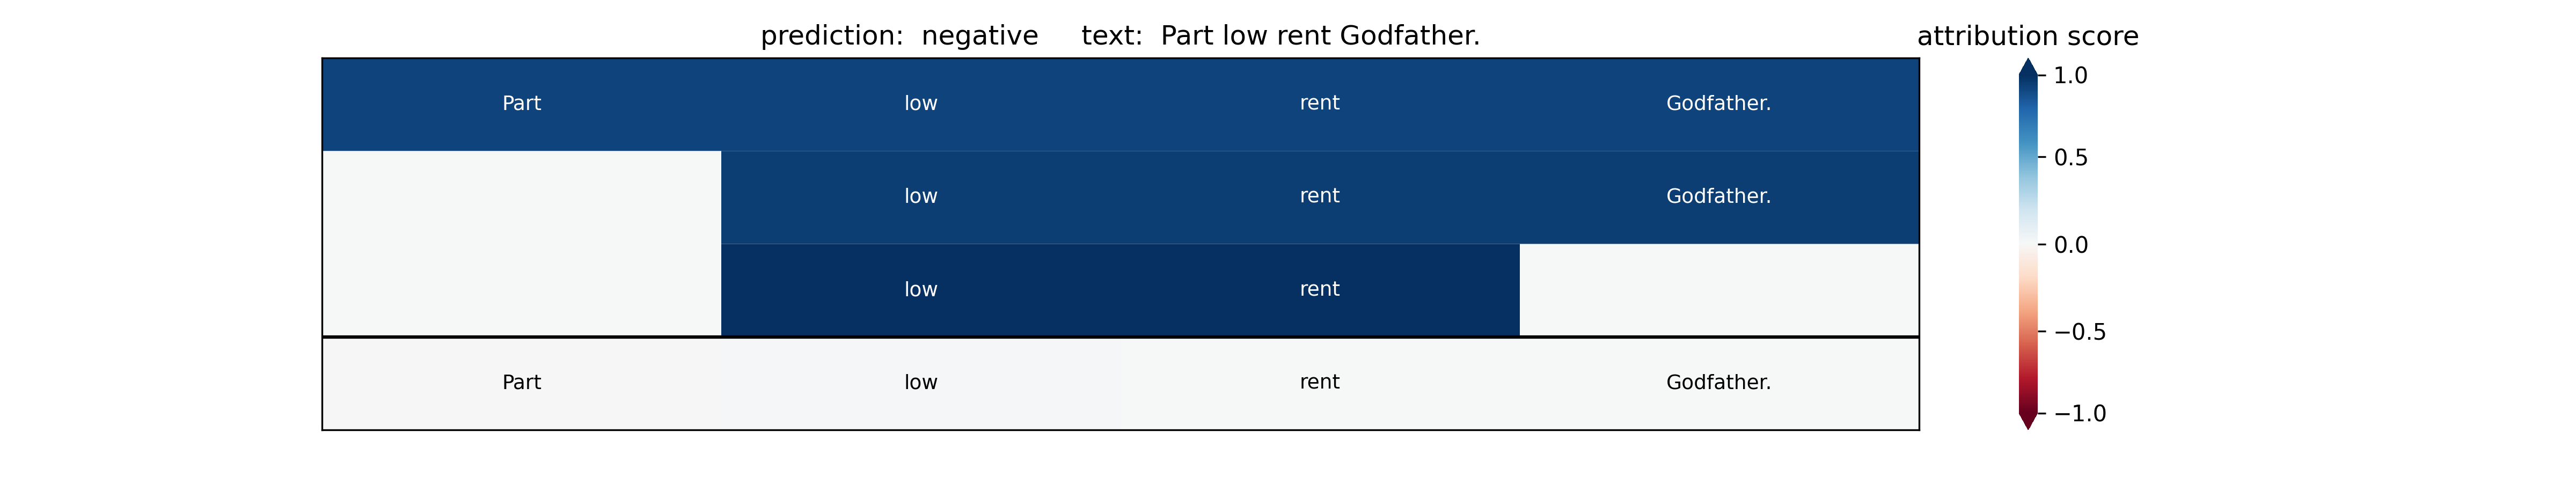 prediction:  negative     text:  Part low rent Godfather.
attribution score
Part low rent Godfather.
low rent Godfather.
low rent
Part low rent Godfather.
1.0
0.5
0.0
−0.5
−1.0